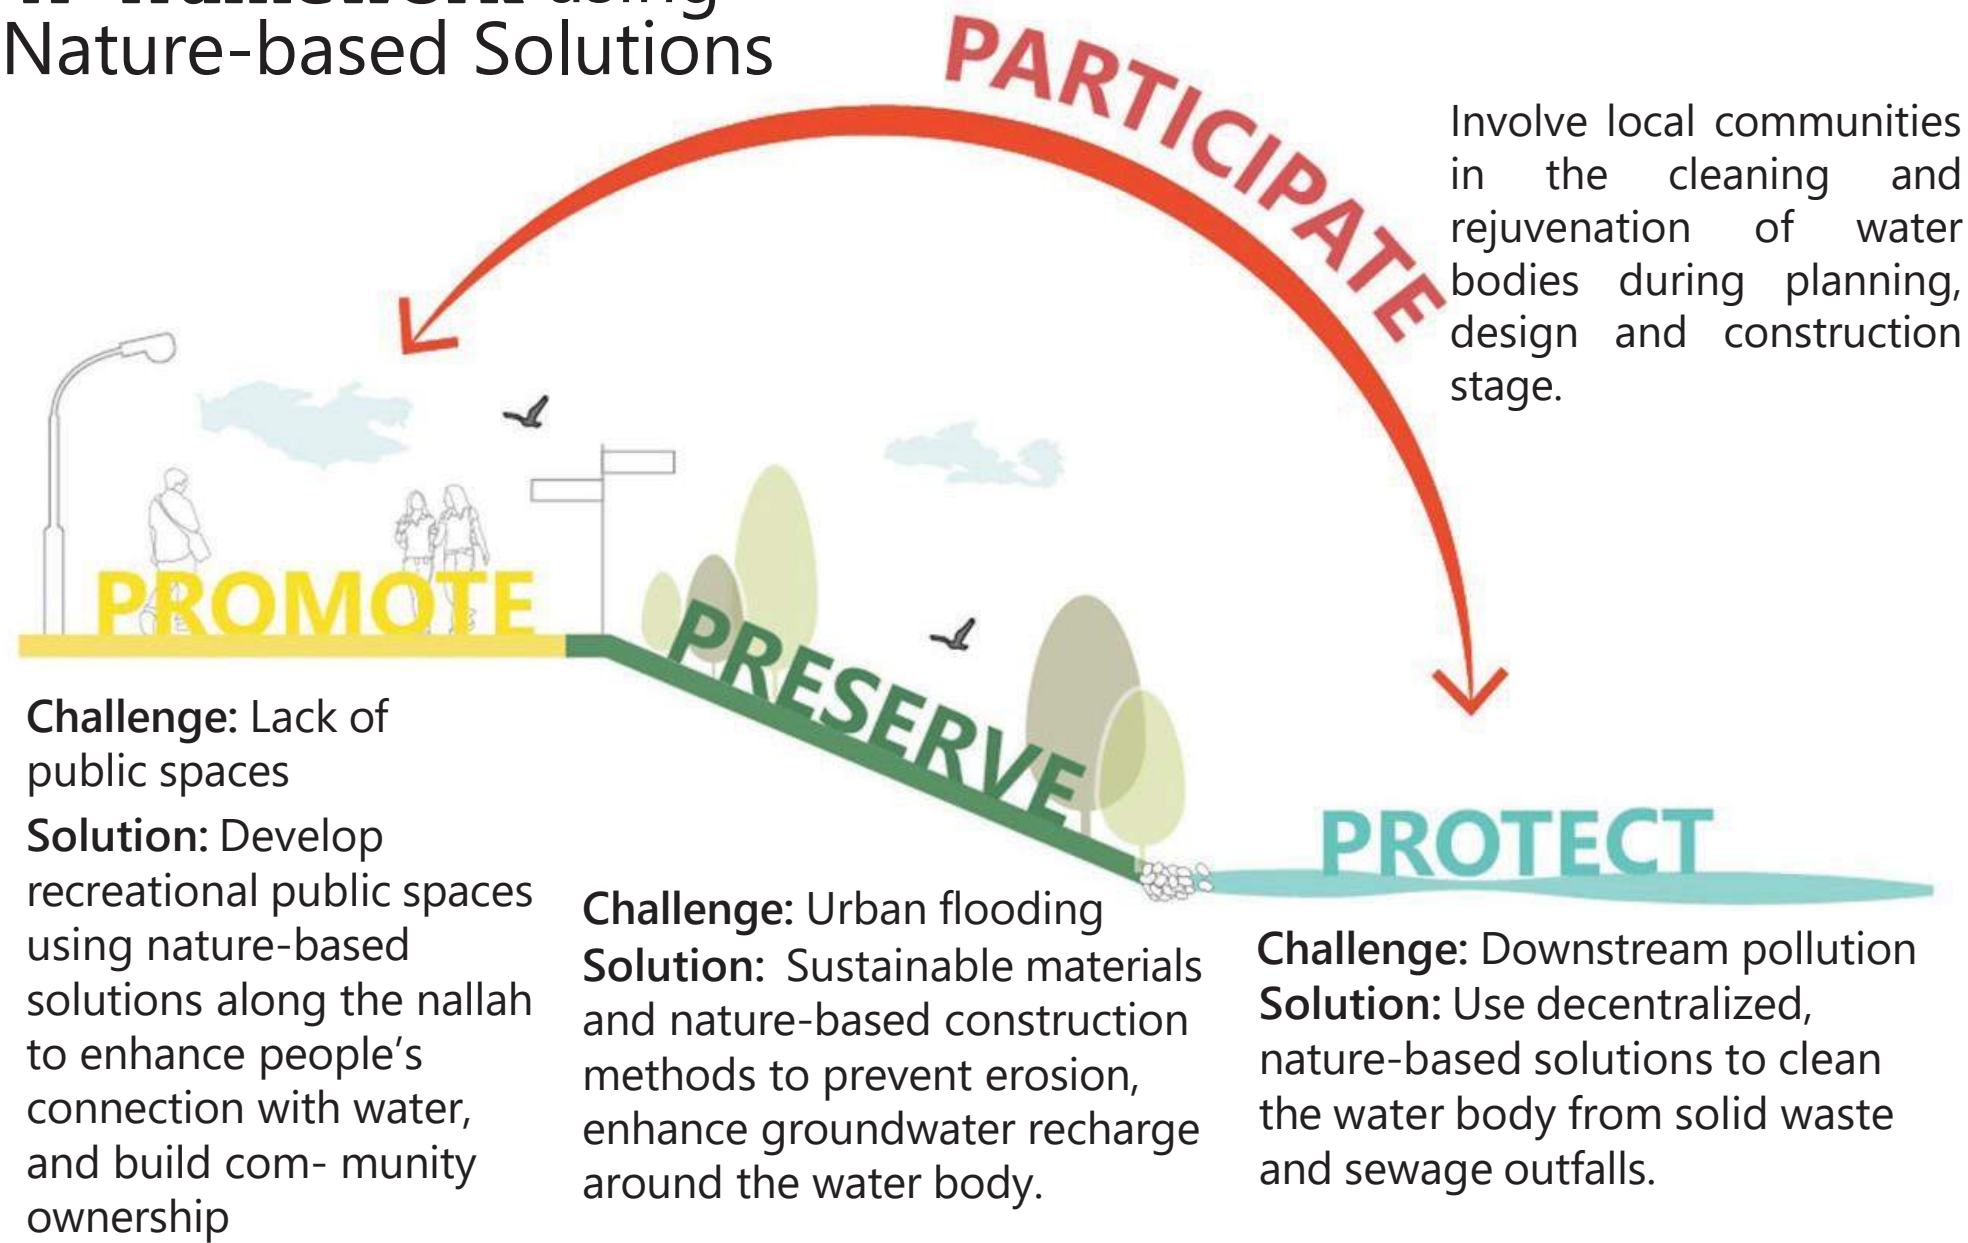 using
Nature-based Solutions
PARTICIPATE
Involve local communities
in the cleaning and
rejuvenation of water
bodies during planning,
design and construction
stage.
PROMOTE
PRESERVE
PROTECT
Challenge: Lack of
public spaces
Solution: Develop
recreational public spaces
using nature-based
solutions along the nallah
to enhance people’s
connection with water,
and build com- munity
ownership
Challenge: Urban flooding
Solution: Sustainable materials
and nature-based construction
methods to prevent erosion,
enhance groundwater recharge
around the water body.
Challenge: Downstream pollution
Solution: Use decentralized,
nature-based solutions to clean
the water body from solid waste
and sewage outfalls.